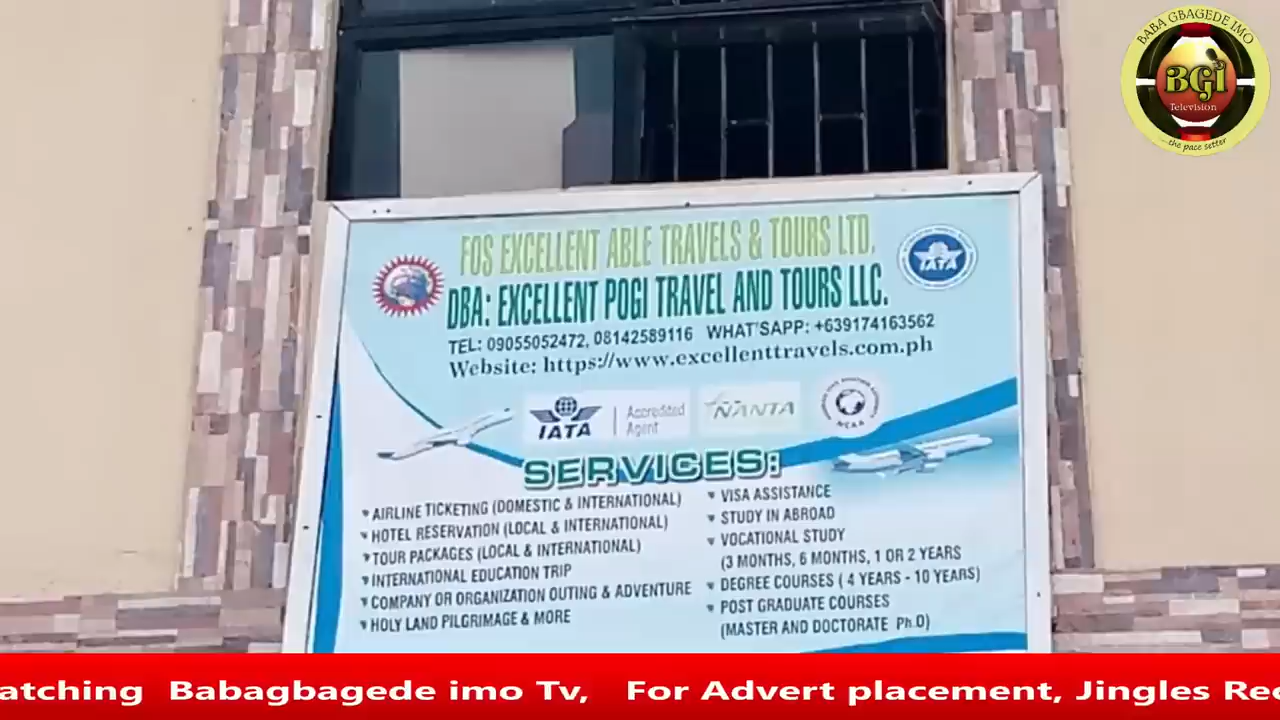 BABA GBAGEDE IMO
BGI
Television
...the pace setter
FOS EXCELLENT ABLE TRAVELS & TOURS LTD.
DBA: EXCELLENT POGI TRAVEL AND TOURS LLC.
TEL: 09055052472, 08142589116 WHAT'SAPP: +639174163562
Website: https://www.excellenttravels.com.ph
IATA
IATA
Accredited
Agent
NANTA
NCAA
SERVICES:
AIRLINE TICKETING (DOMESTIC & INTERNATIONAL)
HOTEL RESERVATION (LOCAL & INTERNATIONAL)
TOUR PACKAGES (LOCAL & INTERNATIONAL)
INTERNATIONAL EDUCATION TRIP
COMPANY OR ORGANIZATION OUTING & ADVENTURE
HOLY LAND PILGRIMAGE & MORE
VISA ASSISTANCE
STUDY IN ABROAD
VOCATIONAL STUDY
(3 MONTHS, 6 MONTHS, 1 OR 2 YEARS
DEGREE COURSES ( 4 YEARS - 10 YEARS)
POST GRADUATE COURSES
(MASTER AND DOCTORATE Ph.D)
atching Babagbagede imo Tv, For Advert placement, Jingles Rec